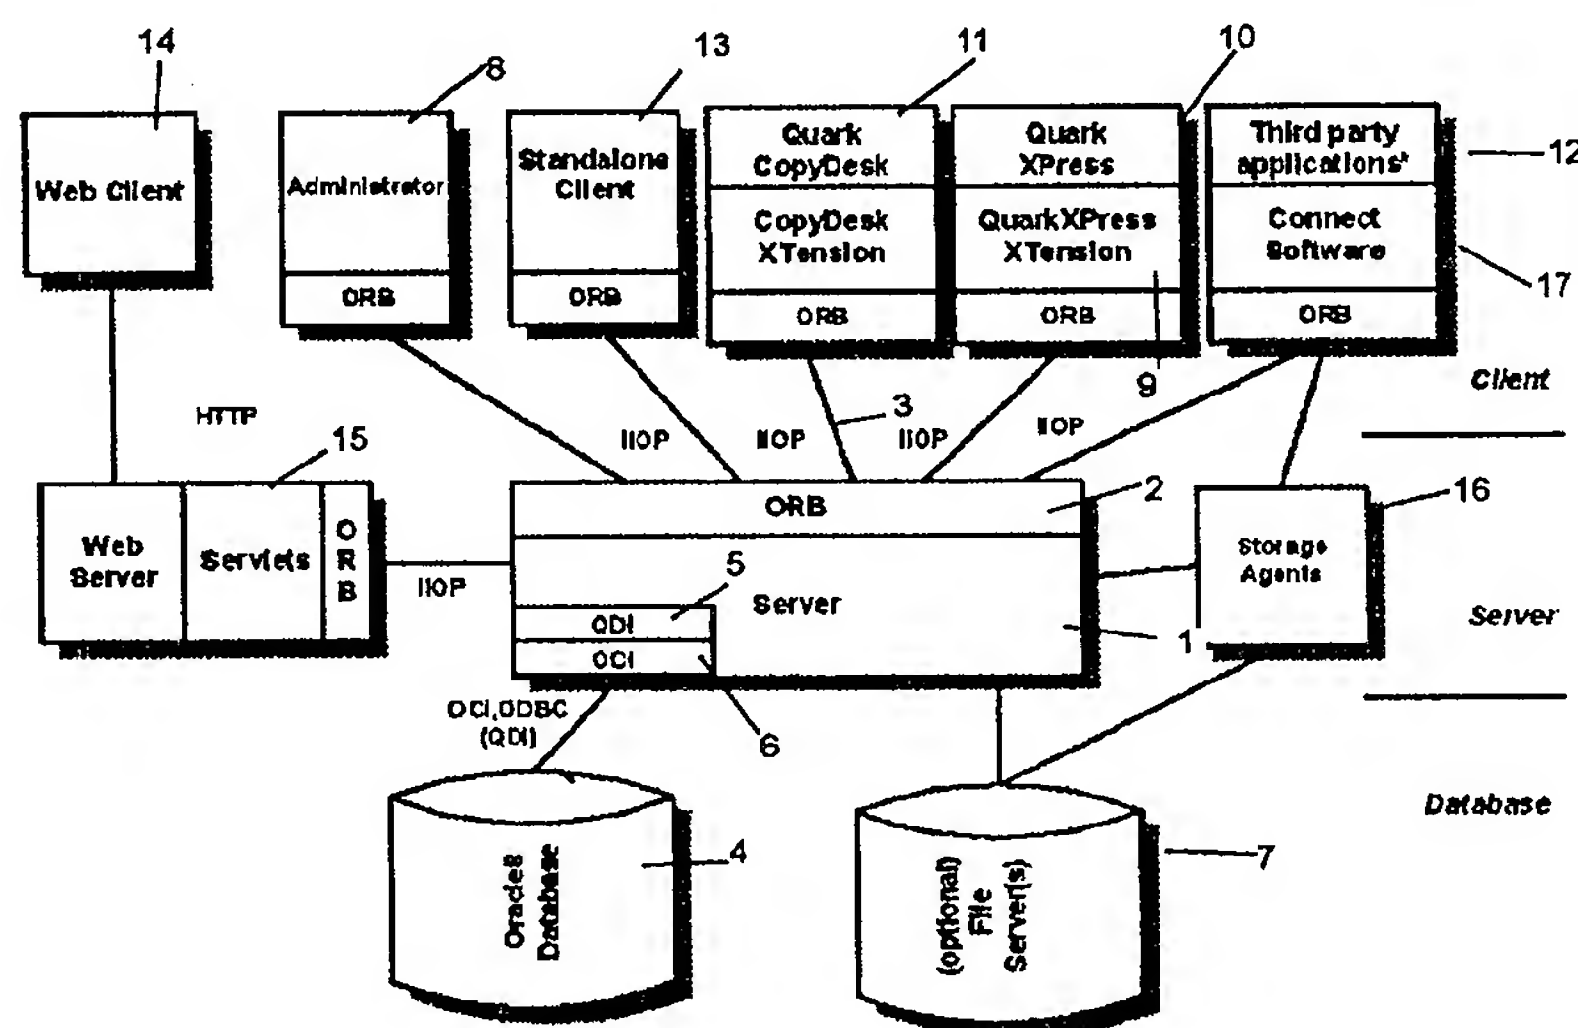 14
8
13
11
10
Web Client
Administrator
ORB
Standalone
Client
ORB
Quark
CopyDesk
CopyDesk
XTension
ORB
Quark
XPress
QuarkXPress
XTension
ORB
Third party
applications*
Connect
Software
ORB
12
17
9
Client
HTTP
3
IIOP
IIOP
IIOP
IIOP
15
Web
Server
Servlets
O
R
B
IIOP
ORB
2
5
Server
QDI
OCI
1
6
Storage
Agents
16
Server
OCI,ODBC
(QDI)
Oracle8
Database
4
(optional)
File
Server(s)
7
Database